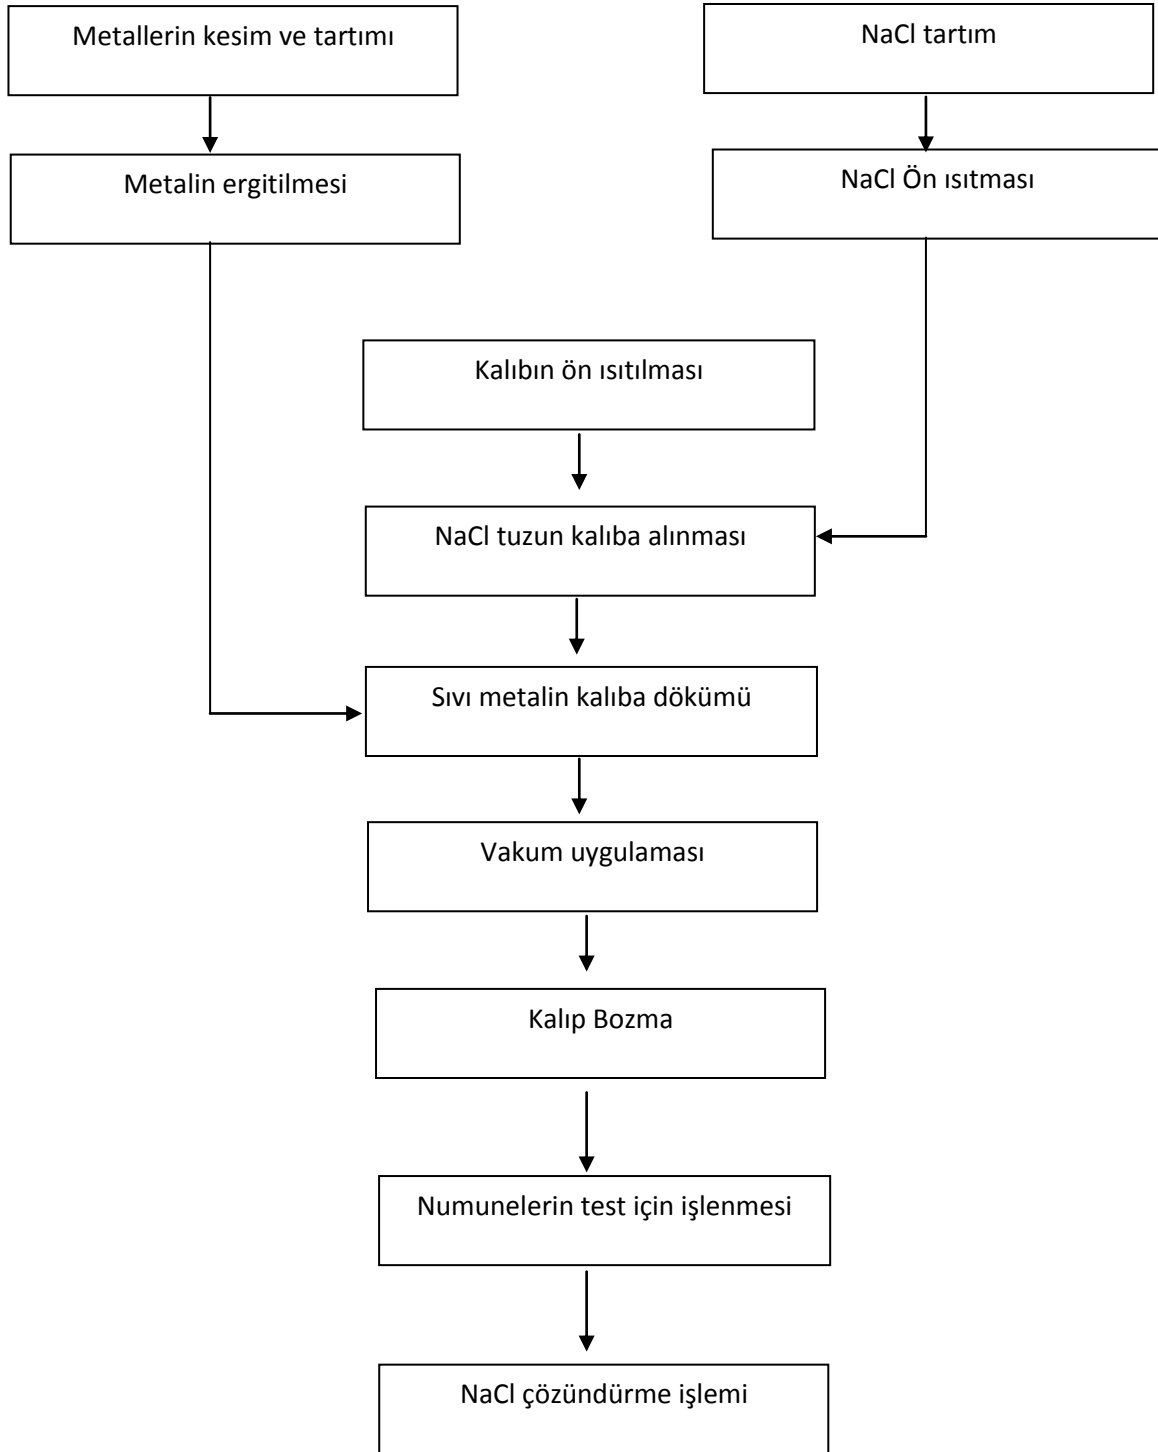 Metallerin kesim ve tartımı
NaCl tartım
Metalin ergitilmesi
NaCl Ön ısıtması
Kalıbın ön ısıtılması
NaCl tuzun kalıba alınması
Sıvı metalin kalıba dökümü
Vakum uygulaması
Kalıp Bozma
Numunelerin test için işlenmesi
NaCl çözündürme işlemi